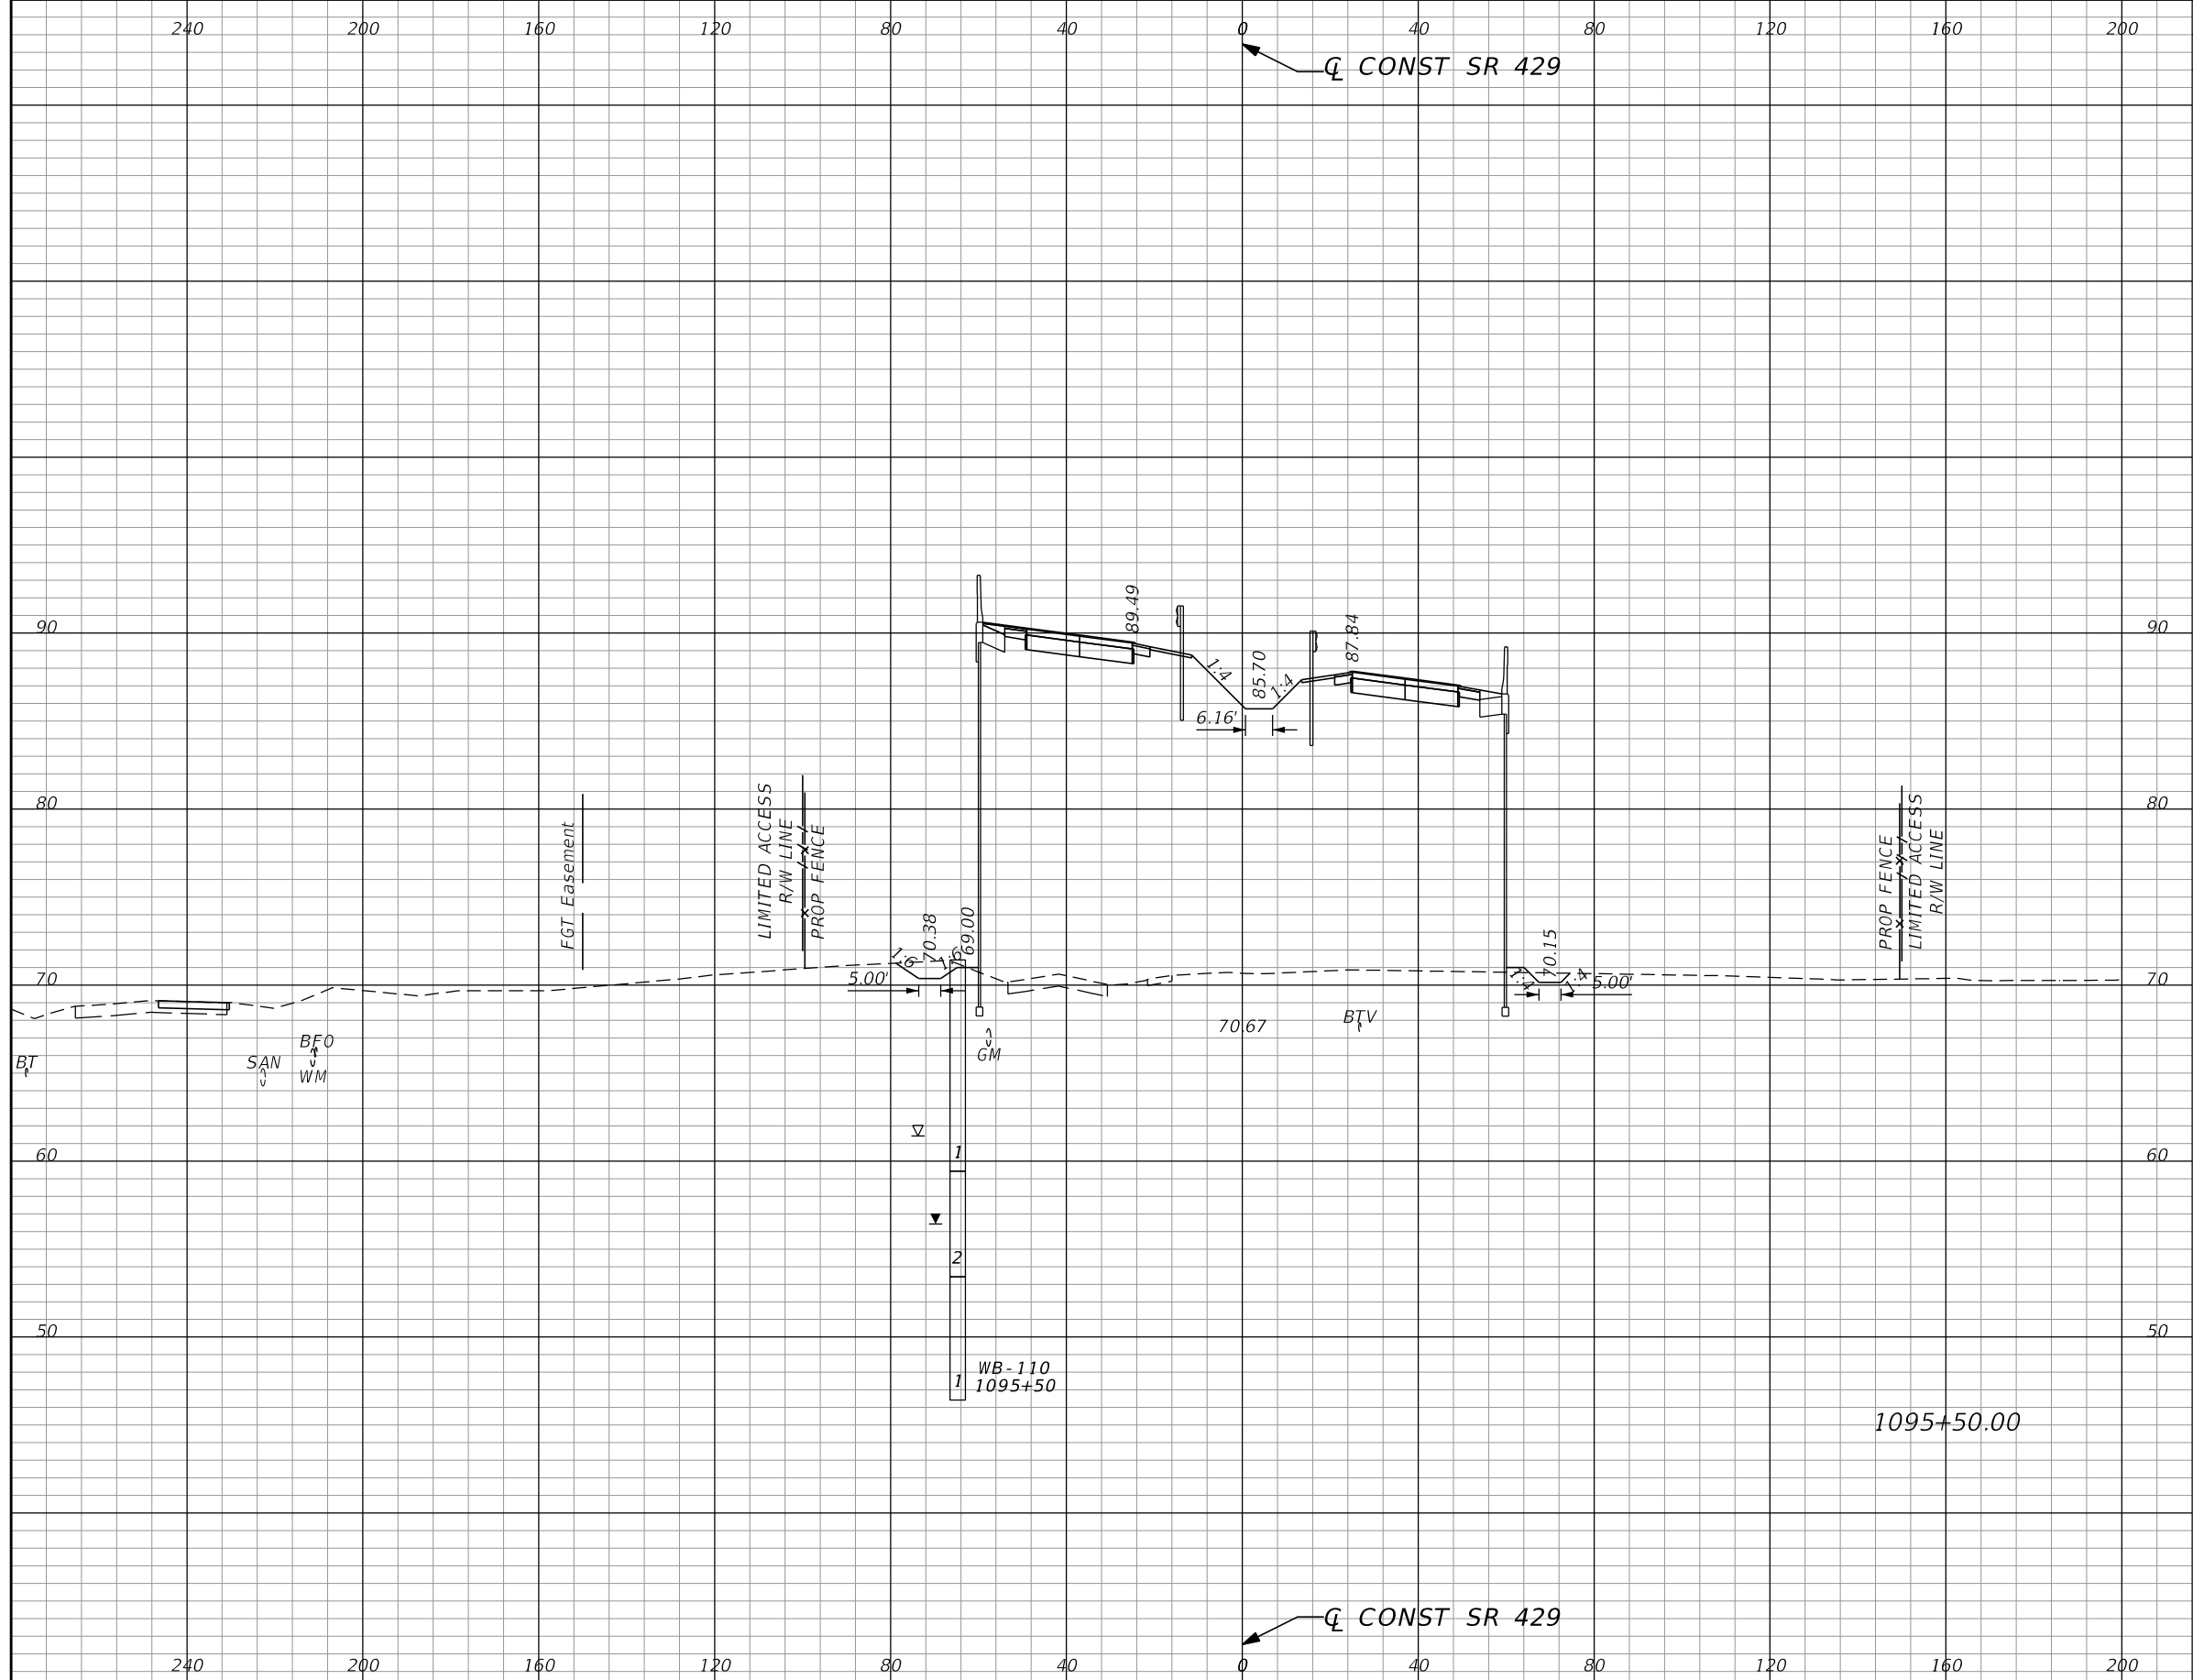 240 200 160 120 80 40 0 40 80 120 160 200
℄ CONST SR 429
89.49
87.84
90 90
1:4
85.70
1:4
6.16'
80 80
FGT Easement
LIMITED ACCESS
R/W LINE
PROP FENCE
PROP FENCE
LIMITED ACCESS
R/W LINE
1:6
70.38
1:6
69.00
5.00'
70 70
1:4
70.15
1:4
5.00'
70.67
BTV
BT
SAN
BFO
WM
GM
60 60
1
2
50 50
1
WB-110
1095+50
1095+50.00
℄ CONST SR 429
240 200 160 120 80 40 0 40 80 120 160 200